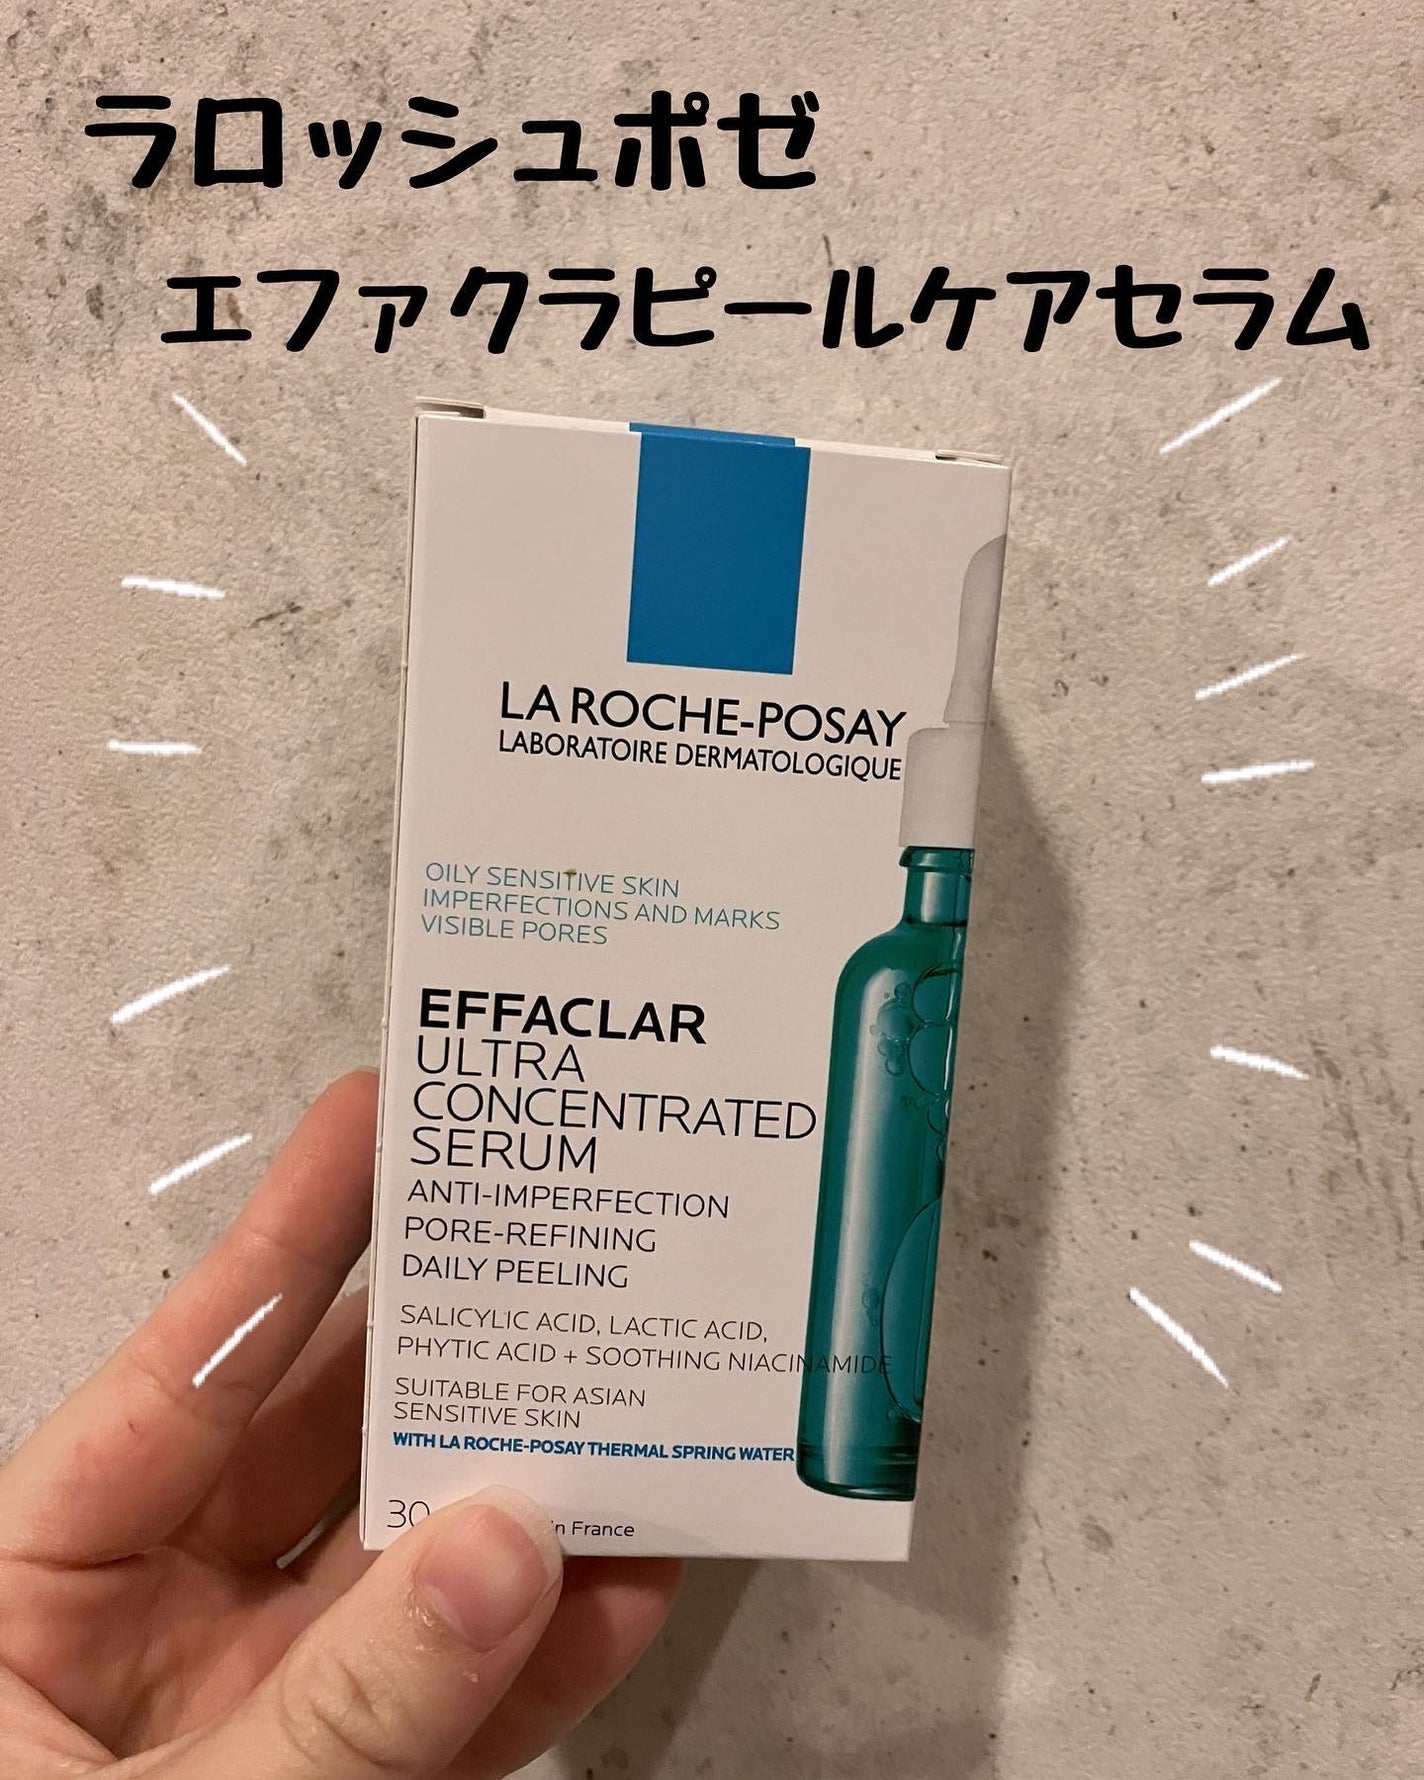 ラロッシュポゼ
エファクラピールケアセラム
LA ROCHE-POSAY
LABORATOIRE DERMATOLOGIQUE
OILY SENSITIVE SKIN
IMPERFECTIONS AND MARKS
VISIBLE PORES
EFFACLAR
ULTRA
CONCENTRATED
SERUM
ANTI-IMPERFECTION
PORE-REFINING
DAILY PEELING
SALICYLIC ACID, LACTIC ACID,
PHYTIC ACID + SOOTHING NIACINAMIDE
SUITABLE FOR ASIAN
SENSITIVE SKIN
WITH LA ROCHE-POSAY THERMAL SPRING WATER
30 France